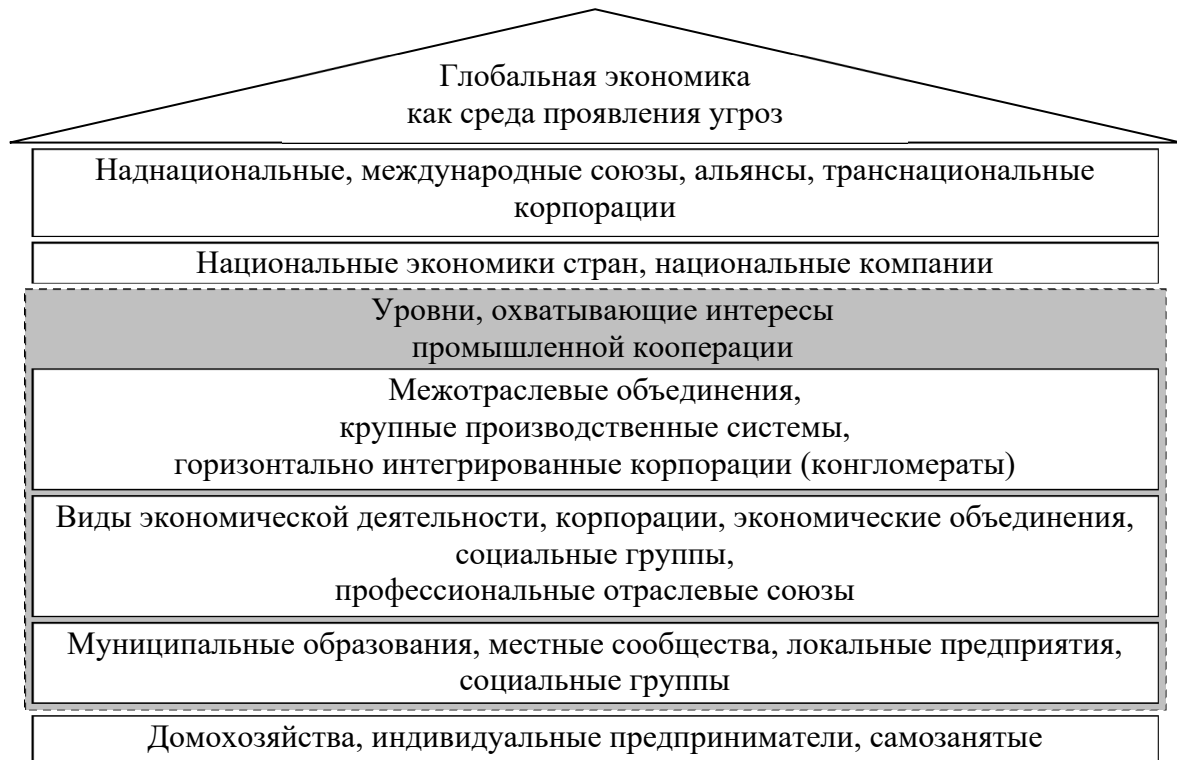 Глобальная экономика
как среда проявления угроз
Наднациональные, международные союзы, альянсы, транснациональные
корпорации
Национальные экономики стран, национальные компании
Уровни, охватывающие интересы
промышленной кооперации
Межотраслевые объединения,
крупные производственные системы,
горизонтально интегрированные корпорации (конгломераты)
Виды экономической деятельности, корпорации, экономические объединения,
социальные группы,
профессиональные отраслевые союзы
Муниципальные образования, местные сообщества, локальные предприятия,
социальные группы
Домохозяйства, индивидуальные предприниматели, самозанятые